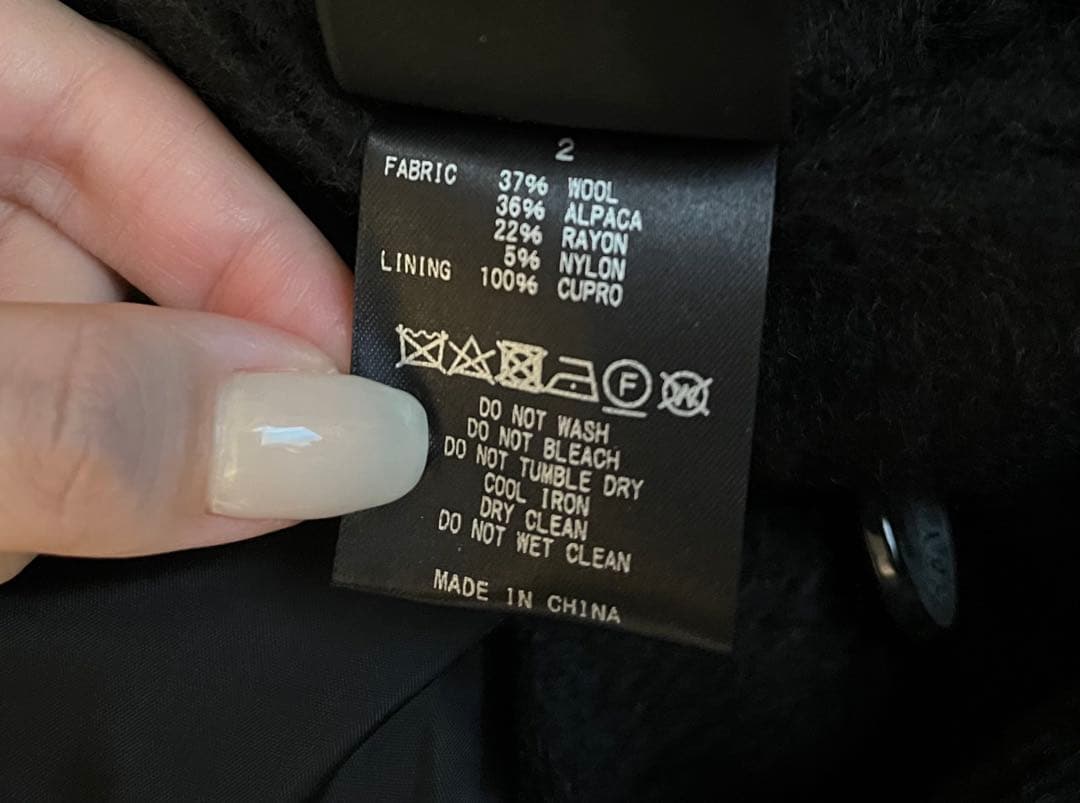 2
FABRIC 37% WOOL
36% ALPACA
22% RAYON
5% NYLON
LINING 100% CUPRO
F W
DO NOT WASH
DO NOT BLEACH
DO NOT TUMBLE DRY
COOL IRON
DRY CLEAN
DO NOT WET CLEAN
MADE IN CHINA